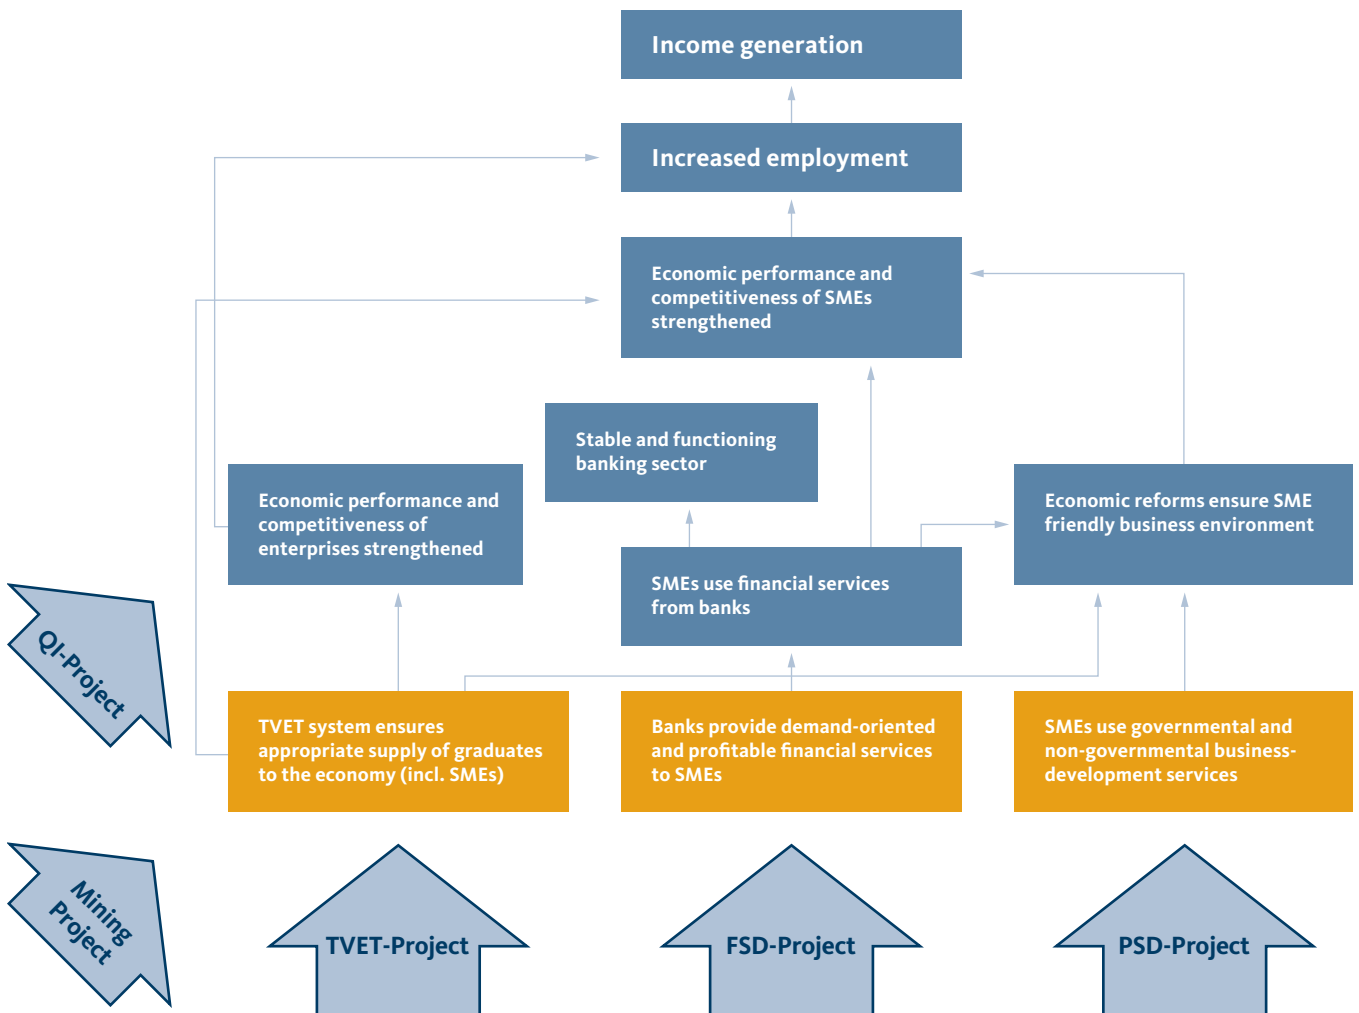 Income generation
Increased employment
Economic performance and
competitiveness of SMEs
strengthened
Stable and functioning
banking sector
Economic performance and
competitiveness of
enterprises strengthened
Economic reforms ensure SME
friendly business environment
SMEs use financial services
from banks
QI-Project
TVET system ensures
appropriate supply of graduates
to the economy (incl. SMEs)
Banks provide demand-oriented
and profitable financial services
to SMEs
SMEs use governmental and
non-governmental business-
development services
Mining
Project
TVET-Project
FSD-Project
PSD-Project